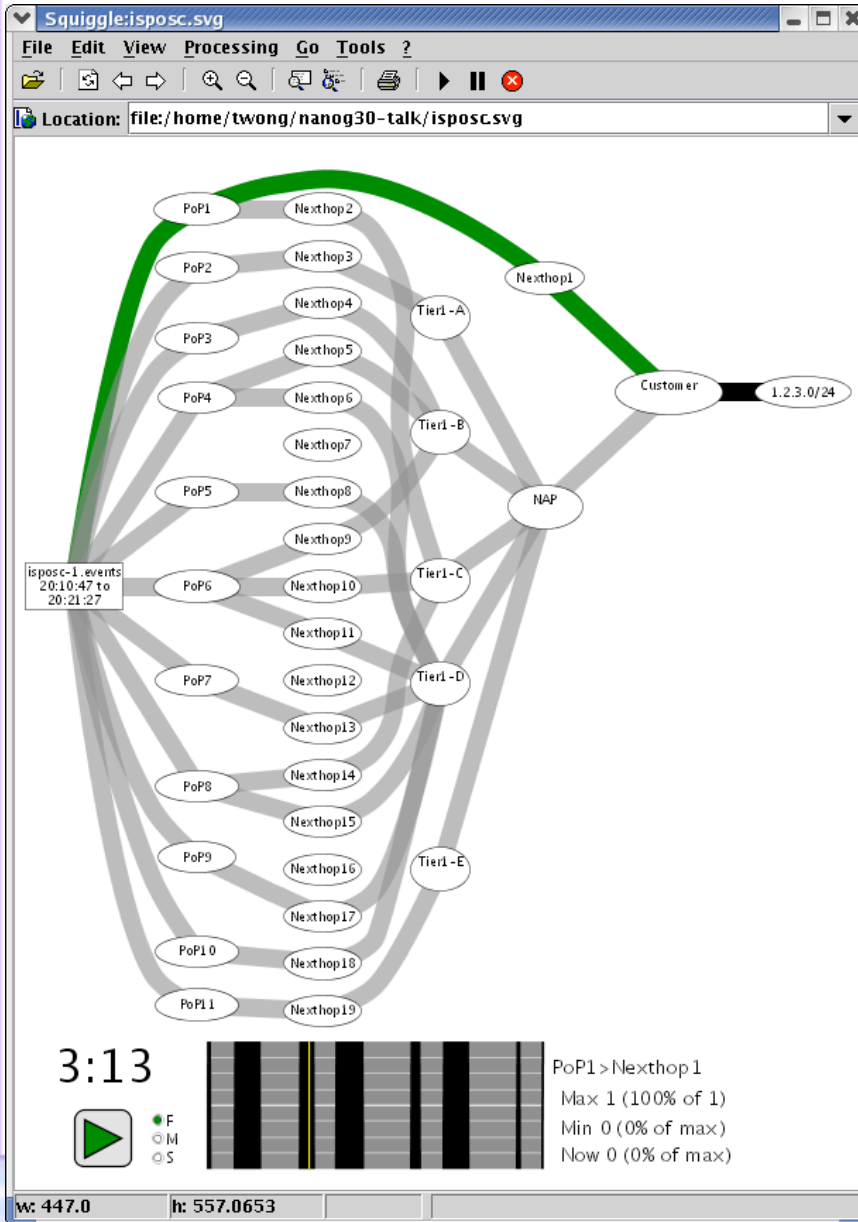 Squiggle:isposc.svg
File Edit View Processing Go Tools ?
Location: file:/home/twong/nanog30-talk/isposc.svg
PoP1
Nexthop2
PoP2
Nexthop3
Nexthop1
Nexthop4
Tier1-A
PoP3
Nexthop5
PoP4
Nexthop6
Customer
1.2.3.0/24
Tier1-B
Nexthop7
PoP5
Nexthop8
NAP
Nexthop9
isposc-1.events
20:10:47 to
20:21:27
PoP6
Nexthop10
Tier1-C
Nexthop11
PoP7
Nexthop12
Tier1-D
Nexthop13
PoP8
Nexthop14
Nexthop15
PoP9
Nexthop16
Tier1-E
Nexthop17
PoP10
Nexthop18
PoP11
Nexthop19
3:13
F
M
S
PoP1>Nexthop1
Max 1 (100% of 1)
Min 0 (0% of max)
Now 0 (0% of max)
w: 447.0
h: 557.0653